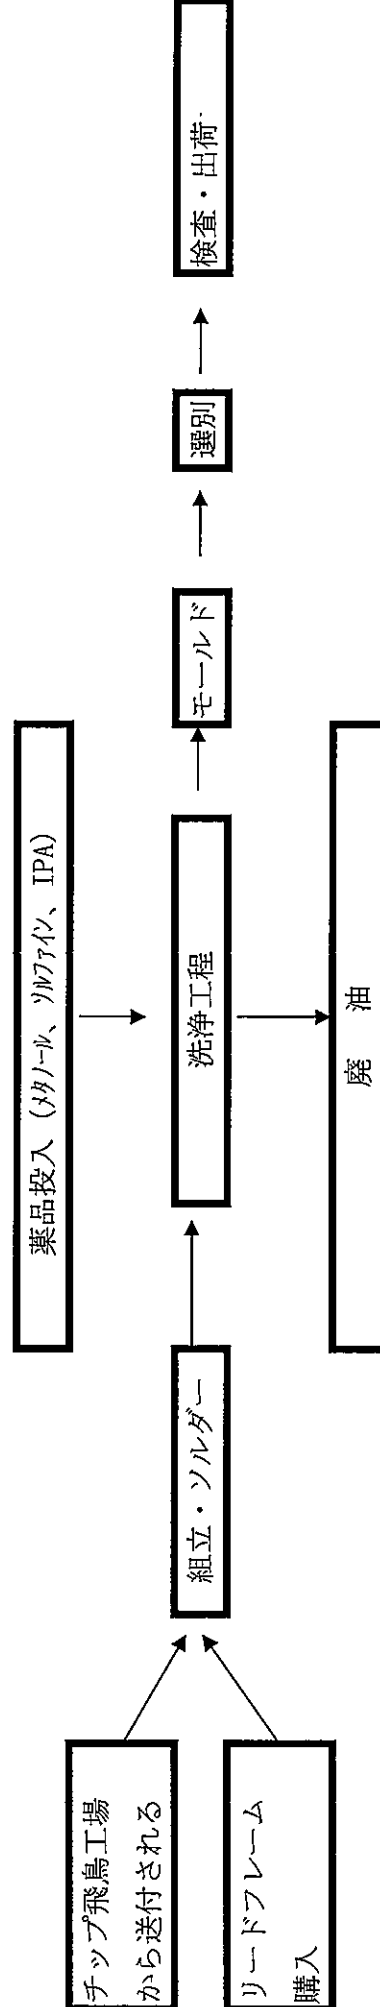 チップ飛鳥工場
から送付される
リードフレーム
購入
組立・ソルダー
薬品投入（メタノール、ソルファイン、IPA）
洗浄工程
廃　油
モールド
選別
検査・出荷